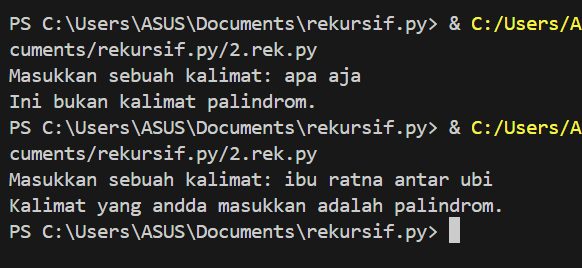 PS C:\Users\ASUS\Documents\rekursif.py> & C:/Users/A
cuments/rekursif.py/2.rek.py
Masukkan sebuah kalimat: apa aja
Ini bukan kalimat palindrom.
PS C:\Users\ASUS\Documents\rekursif.py> & C:/Users/A
cuments/rekursif.py/2.rek.py
Masukkan sebuah kalimat: ibu ratna antar ubi
Kalimat yang andda masukkan adalah palindrom.
PS C:\Users\ASUS\Documents\rekursif.py>